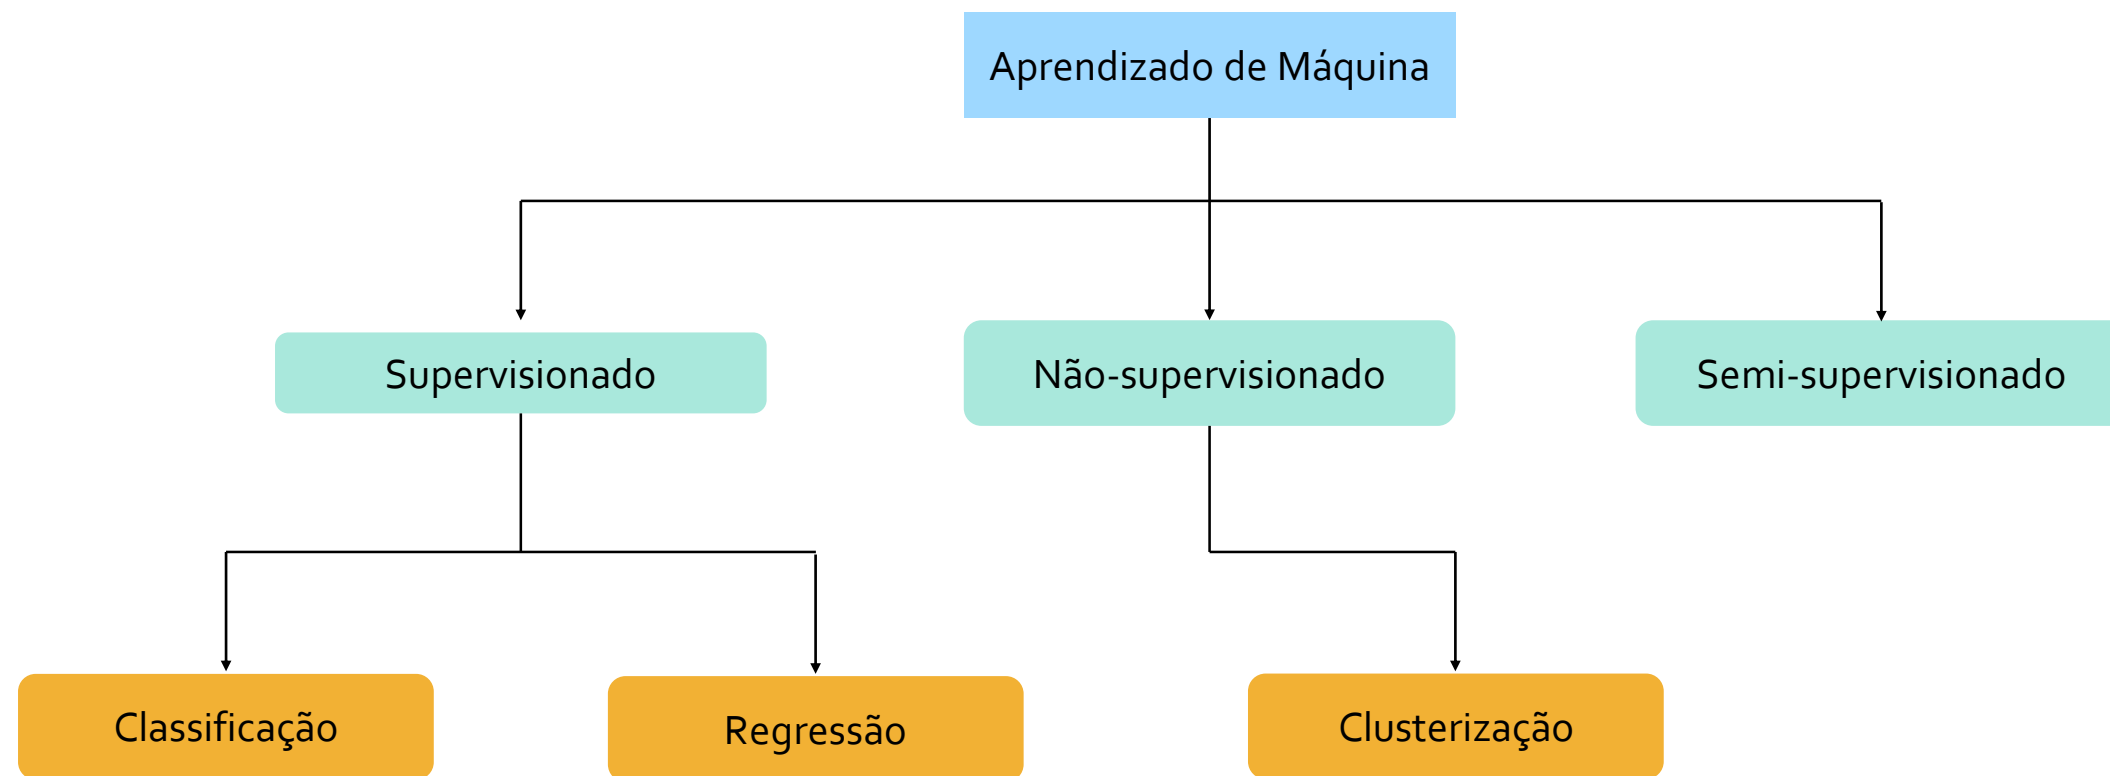 Aprendizado de Máquina
Supervisionado
Não-supervisionado
Semi-supervisionado
Classificação
Regressão
Clusterização